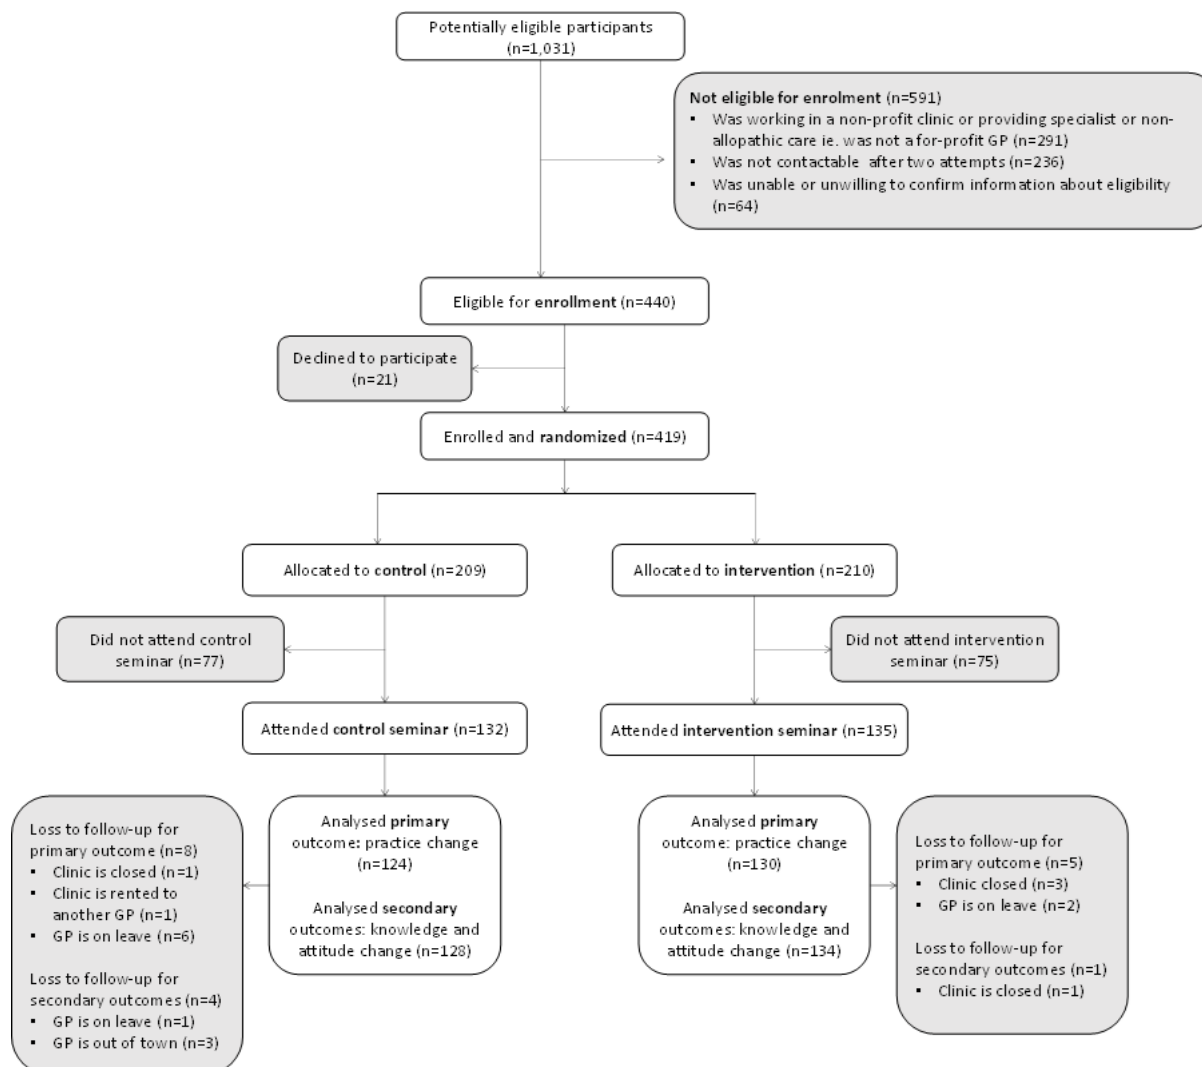 Potentially eligible participants
(n=1,031)
Not eligible for enrolment (n=591)
▪ Was working in a non-profit clinic or providing specialist or non-
allopathic care ie. was not a for-profit GP (n=291)
▪ Was not contactable after two attempts (n=236)
▪ Was unable or unwilling to confirm information about eligibility
(n=64)
Eligible for enrollment (n=440)
Declined to participate
(n=21)
Enrolled and randomized (n=419)
Allocated to control (n=209)
Allocated to intervention (n=210)
Did not attend control
seminar (n=77)
Did not attend intervention
seminar (n=75)
Attended control seminar (n=132)
Attended intervention seminar (n=135)
Loss to follow-up for
primary outcome (n=8)
▪ Clinic is closed (n=1)
▪ Clinic is rented to
another GP (n=1)
▪ GP is on leave (n=6)
Loss to follow-up for
secondary outcomes (n=4)
▪ GP is on leave (n=1)
▪ GP is out of town (n=3)
Analysed primary
outcome: practice change
(n=124)
Analysed secondary
outcomes: knowledge and
attitude change (n=128)
Analysed primary
outcome: practice change
(n=130)
Analysed secondary
outcomes: knowledge and
attitude change (n=134)
Loss to follow-up for
primary outcome (n=5)
▪ Clinic closed (n=3)
▪ GP is on leave (n=2)
Loss to follow-up for
secondary outcomes (n=1)
▪ Clinic is closed (n=1)